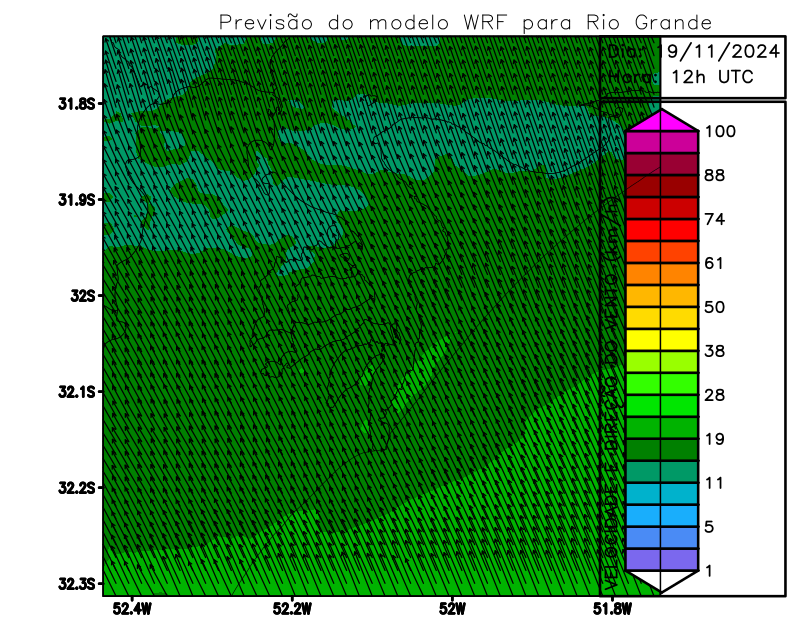 Previsão do modelo WRF para Rio Grande
Dia: 19/11/2024
Hora: 12h UTC
31.8S
31.9S
32S
32.1S
32.2S
32.3S
52.4W
52.2W
52W
51.8W
VELOCIDADE E DIREÇÃO DO VENTO (km/h)
100
88
74
61
50
38
28
19
11
5
1